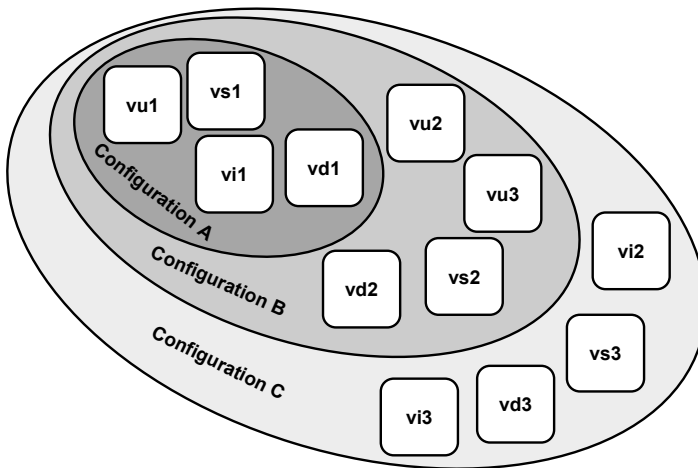 vu1
vs1
vi1
vd1
Configuration A
vu2
vu3
vd2
vs2
Configuration B
vi2
vs3
vi3
vd3
Configuration C